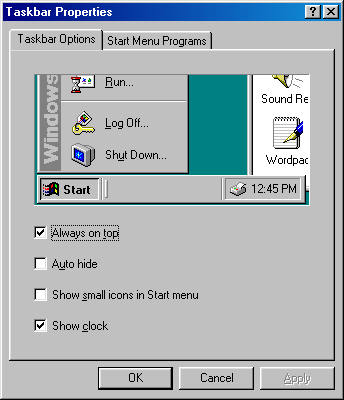 Taskbar Properties
Taskbar Options
Start Menu Programs
Windows
Run...
Log Off...
Shut Down...
Sound Re
Wordpad
Start
12:45 PM
Always on top
Auto hide
Show small icons in Start menu
Show clock
OK
Cancel
Apply